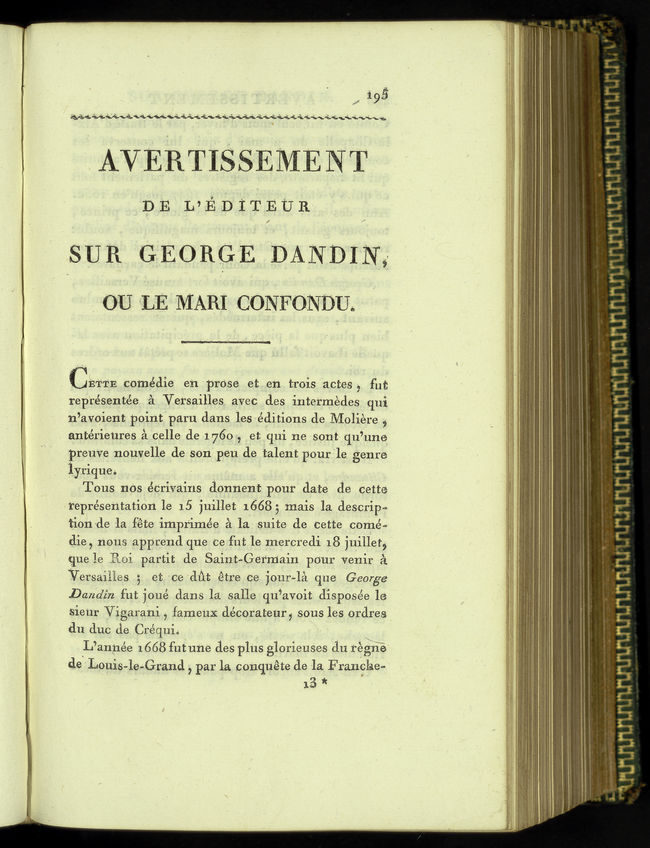 195
AVERTISSEMENT
DE L'ÉDITEUR
SUR GEORGE DANDIN,
OU LE MARI CONFONDU.
CETTE comédie en prose et en trois actes, fut
représentée à Versailles avec des intermèdes qui
n'avoient point paru dans les éditions de Molière,
antérieures à celle de 1760, et qui ne sont qu'une
preuve nouvelle de son peu de talent pour le genre
lyrique.
Tous nos écrivains donnent pour date de cette
représentation le 15 juillet 1668; mais la descrip-
tion de la fête imprimée à la suite de cette comé-
die, nous apprend que ce fut le mercredi 18 juillet,
que le Roi partit de Saint-Germain pour venir à
Versailles ; et ce dût être ce jour-là que George
Dandin fut joué dans la salle qu'avoit disposée le
sieur Vigarani, fameux décorateur, sous les ordres
du duc de Créqui.
L'année 1668 fut une des plus glorieuses du règne
de Louis-le-Grand, par la conquête de la Franche-
13 *